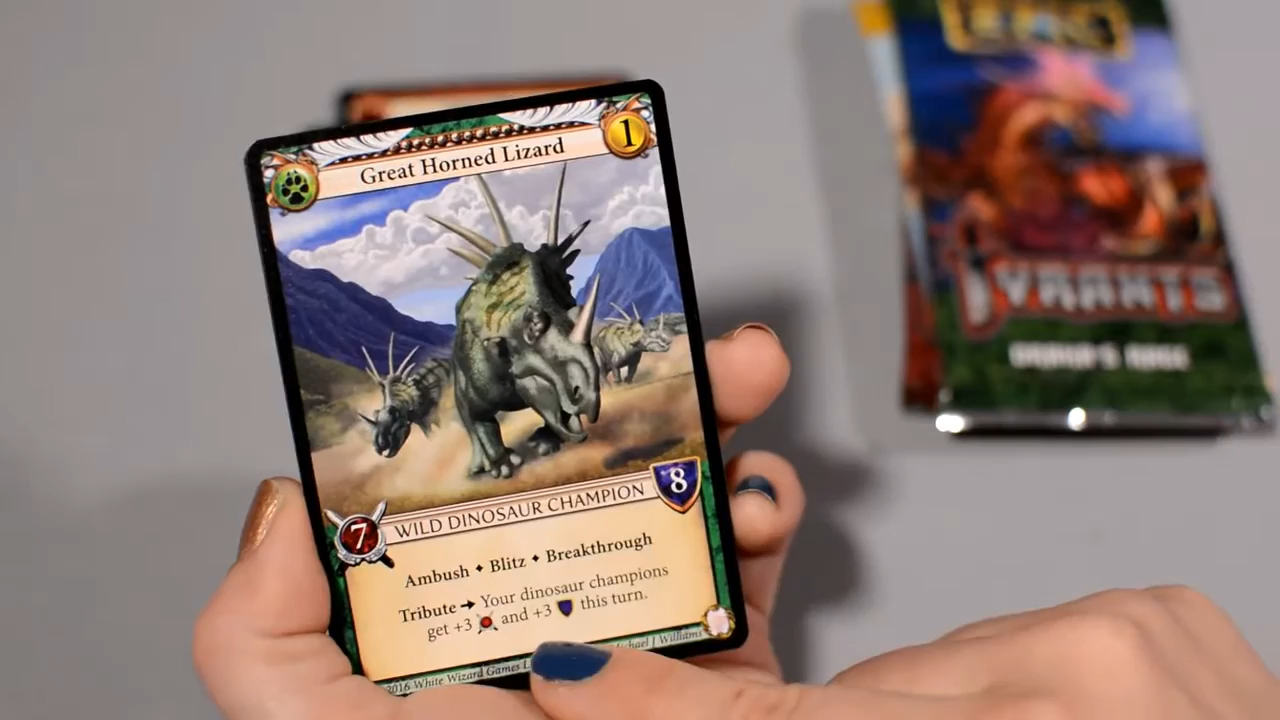 Great Horned Lizard
1
7
WILD DINOSAUR CHAMPION
8
Ambush ⬥ Blitz ⬥ Breakthrough
Tribute ➜ Your dinosaur champions
get +3 and +3 this turn.
2016 White Wizard Games
Michael J Williams
EPIC
TYRANTS